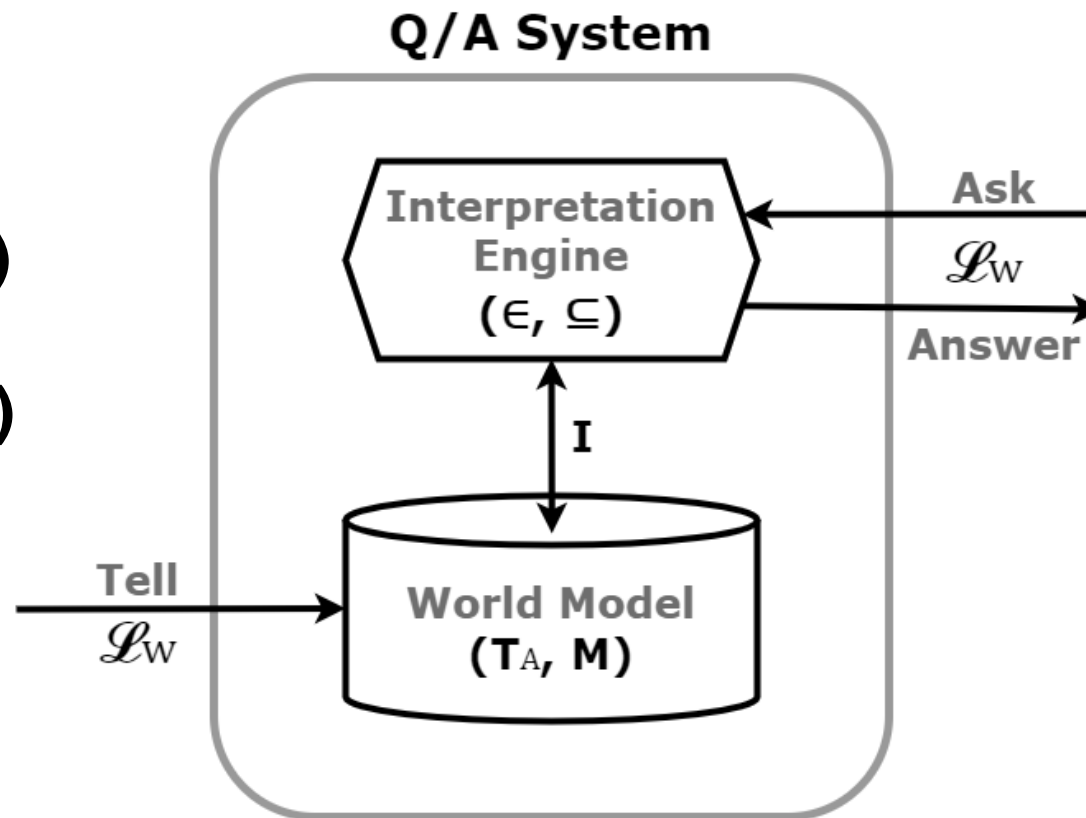 Q/A System
)
)
Interpretation
Engine
(∈, ⊆)
Ask
ℒW
Answer
I
Tell
ℒW
World Model
(TA, M)